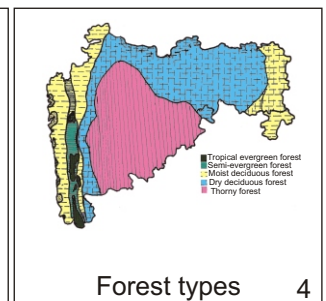 Tropical evergreen forest
Semi-evergreen forest
Moist deciduous forest
Dry deciduous forest
Thorny forest
Forest types 4